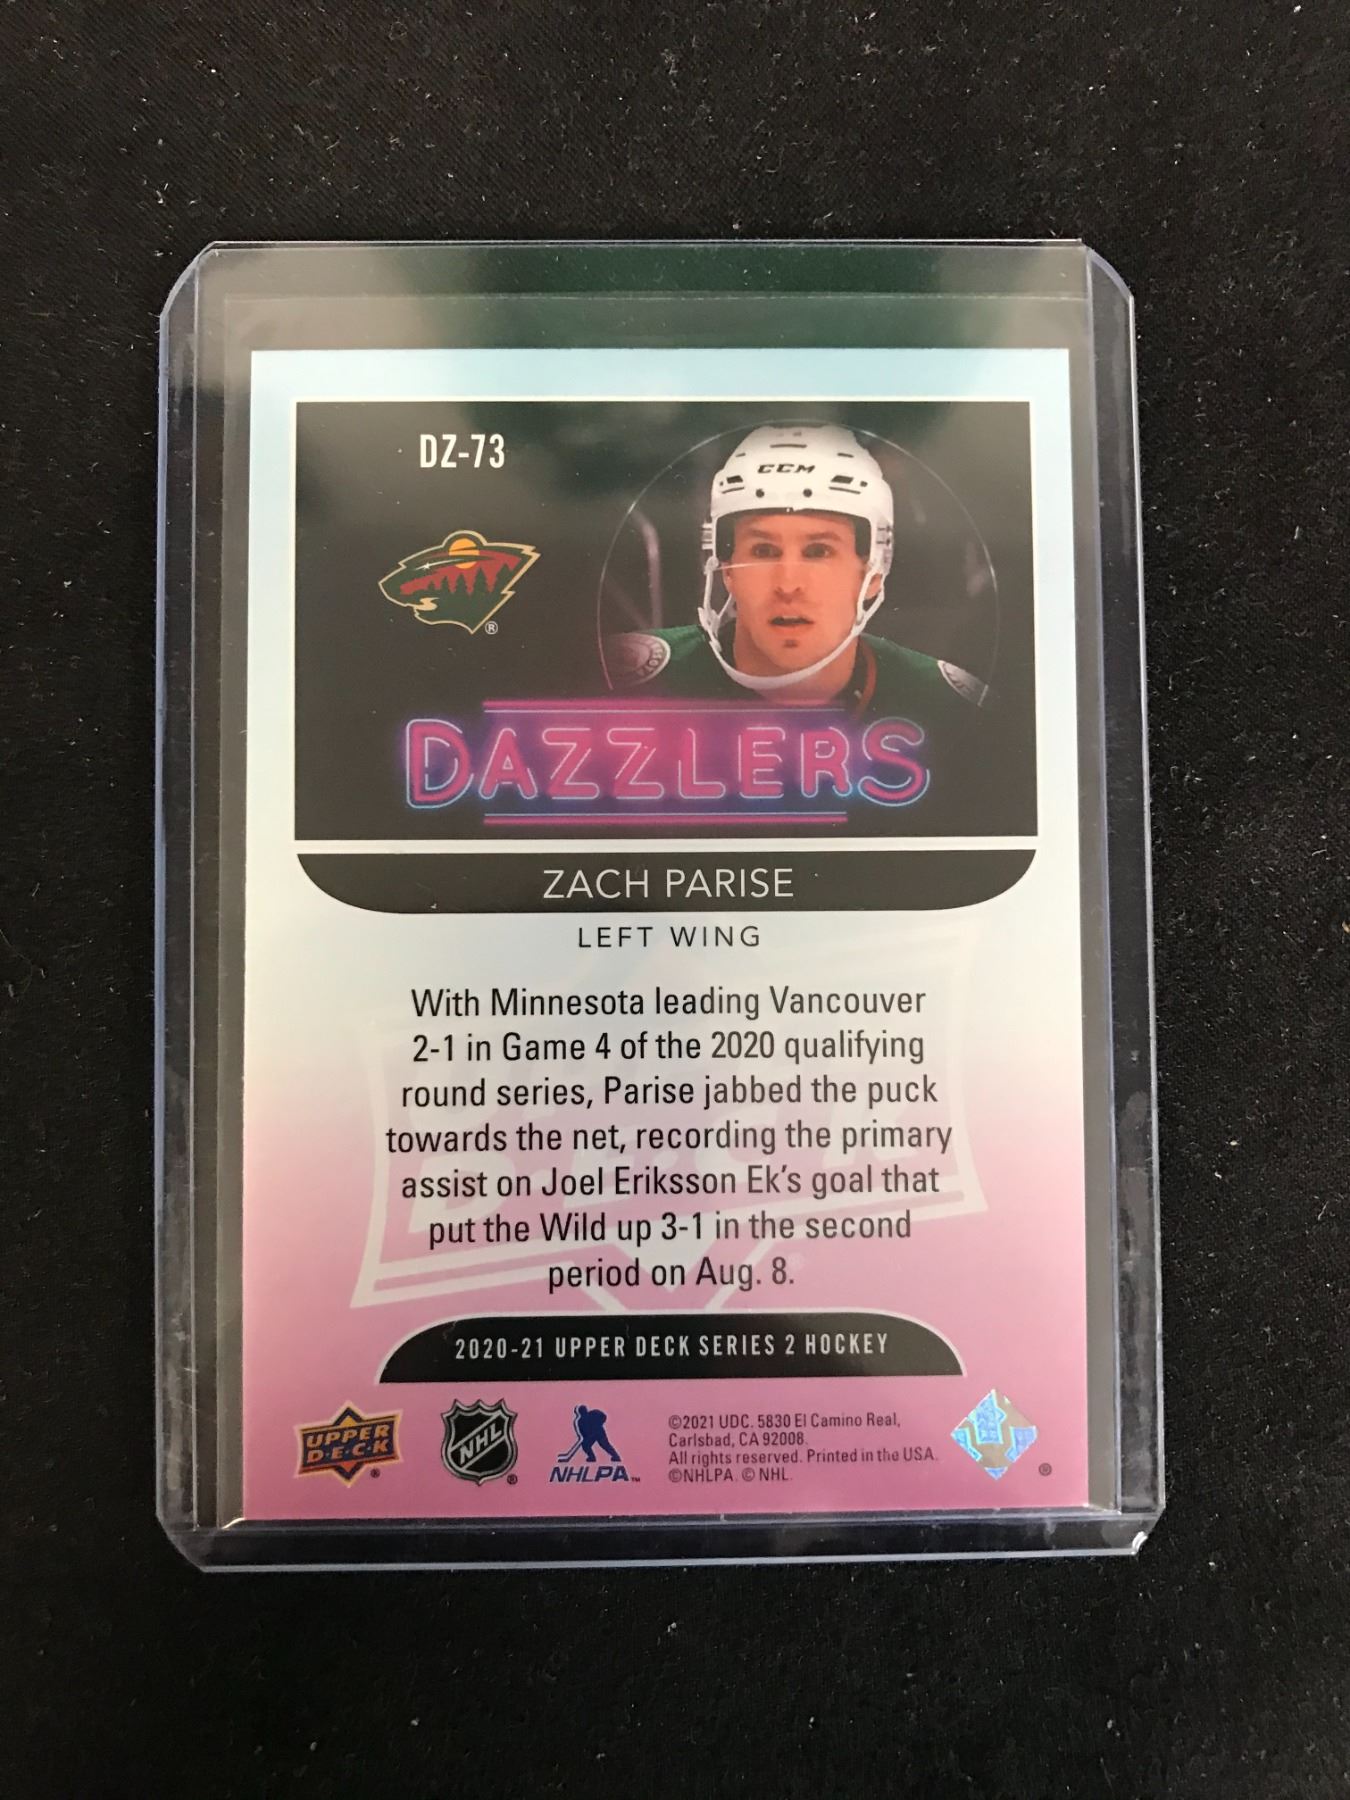 DZ-73
CCM
®
DAZZLERS
ZACH PARISE
LEFT WING
With Minnesota leading Vancouver
2-1 in Game 4 of the 2020 qualifying
round series, Parise jabbed the puck
towards the net, recording the primary
assist on Joel Eriksson Ek's goal that
put the Wild up 3-1 in the second
period on Aug. 8.
UPPER
DECK
2020-21 UPPER DECK SERIES 2 HOCKEY
UPPER
D·E·C·K
®
NHL
®
NHLPA™
©2021 UDC. 5830 El Camino Real,
Carlsbad, CA 92008.
All rights reserved. Printed in the USA.
©NHLPA. © NHL.
®